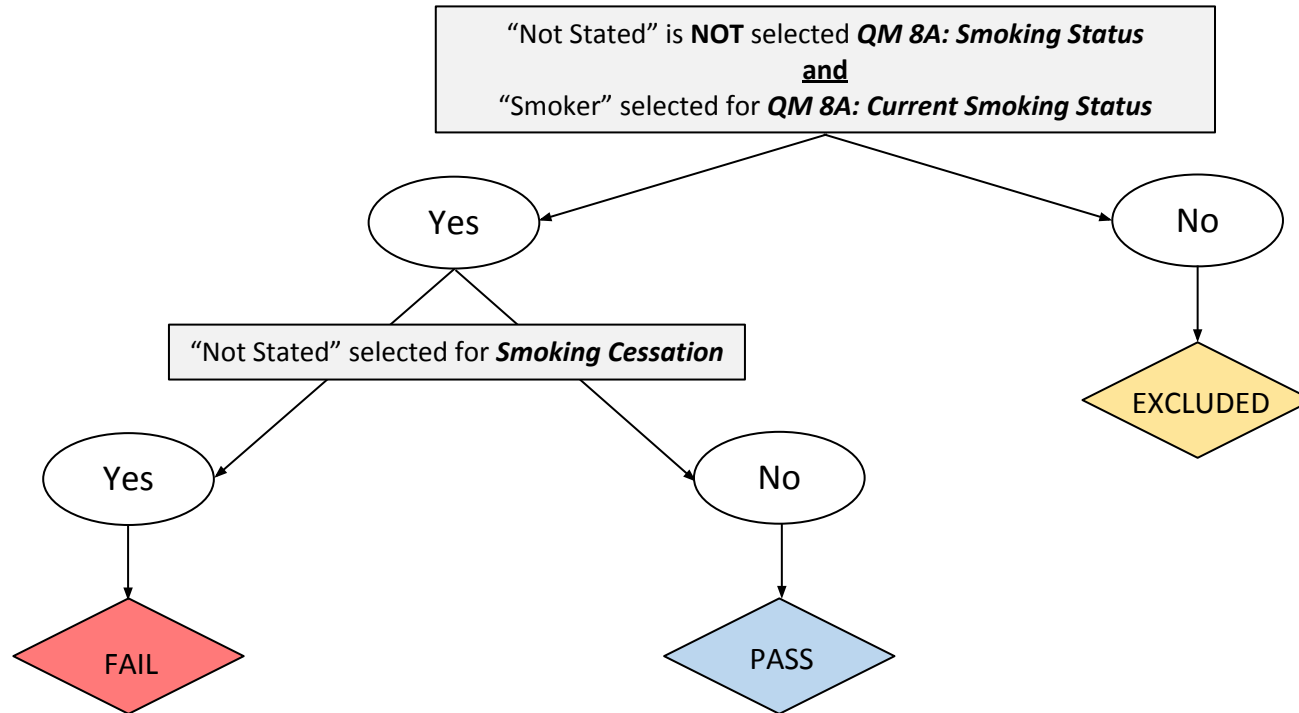 “Not Stated” is NOT selected QM 8A: Smoking Status
and
“Smoker” selected for QM 8A: Current Smoking Status
Yes
No
“Not Stated” selected for Smoking Cessation
EXCLUDED
Yes
No
FAIL
PASS